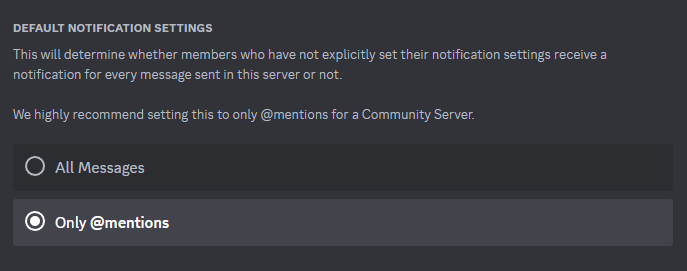 DEFAULT NOTIFICATION SETTINGS
This will determine whether members who have not explicitly set their notification settings receive a
notification for every message sent in this server or not.
We highly recommend setting this to only @mentions for a Community Server.
All Messages
Only @mentions